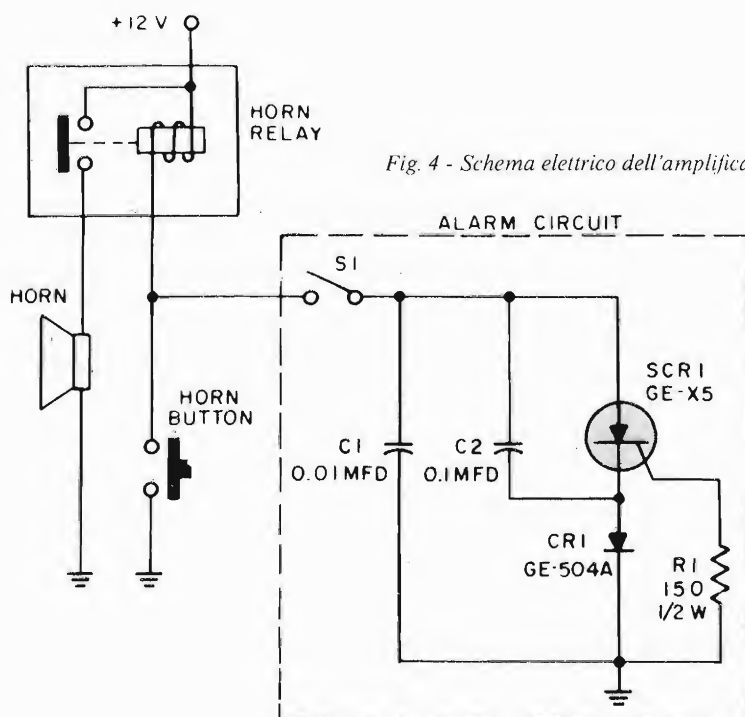 +12 V
HORN
RELAY
Fig. 4 - Schema elettrico dell'amplifica
ALARM CIRCUIT
S1
HORN
HORN
BUTTON
SCR1
GE-X5
C1
0.01MFD
C2
0.1MFD
CR1
GE-504A
R1
150
1/2 W